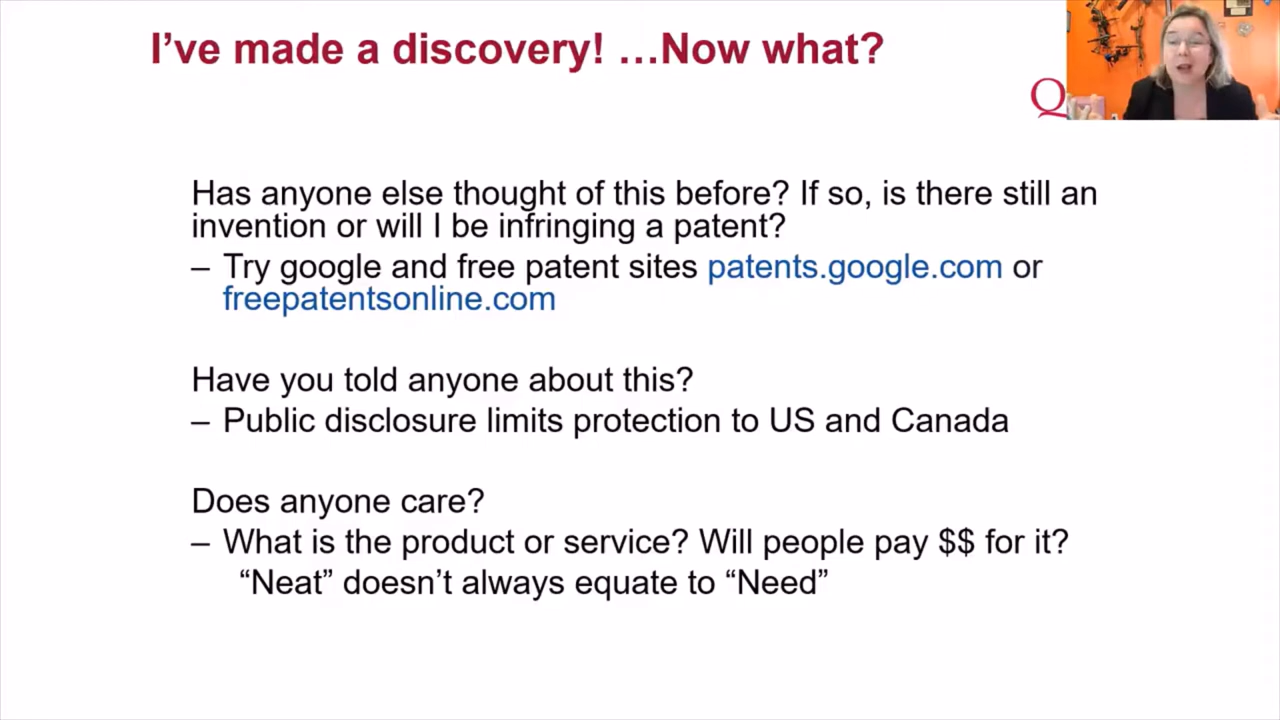 I’ve made a discovery! …Now what?
Q
Has anyone else thought of this before? If so, is there still an
invention or will I be infringing a patent?
– Try google and free patent sites patents.google.com or
freepatentsonline.com
Have you told anyone about this?
– Public disclosure limits protection to US and Canada
Does anyone care?
– What is the product or service? Will people pay $$ for it?
“Neat” doesn’t always equate to “Need”